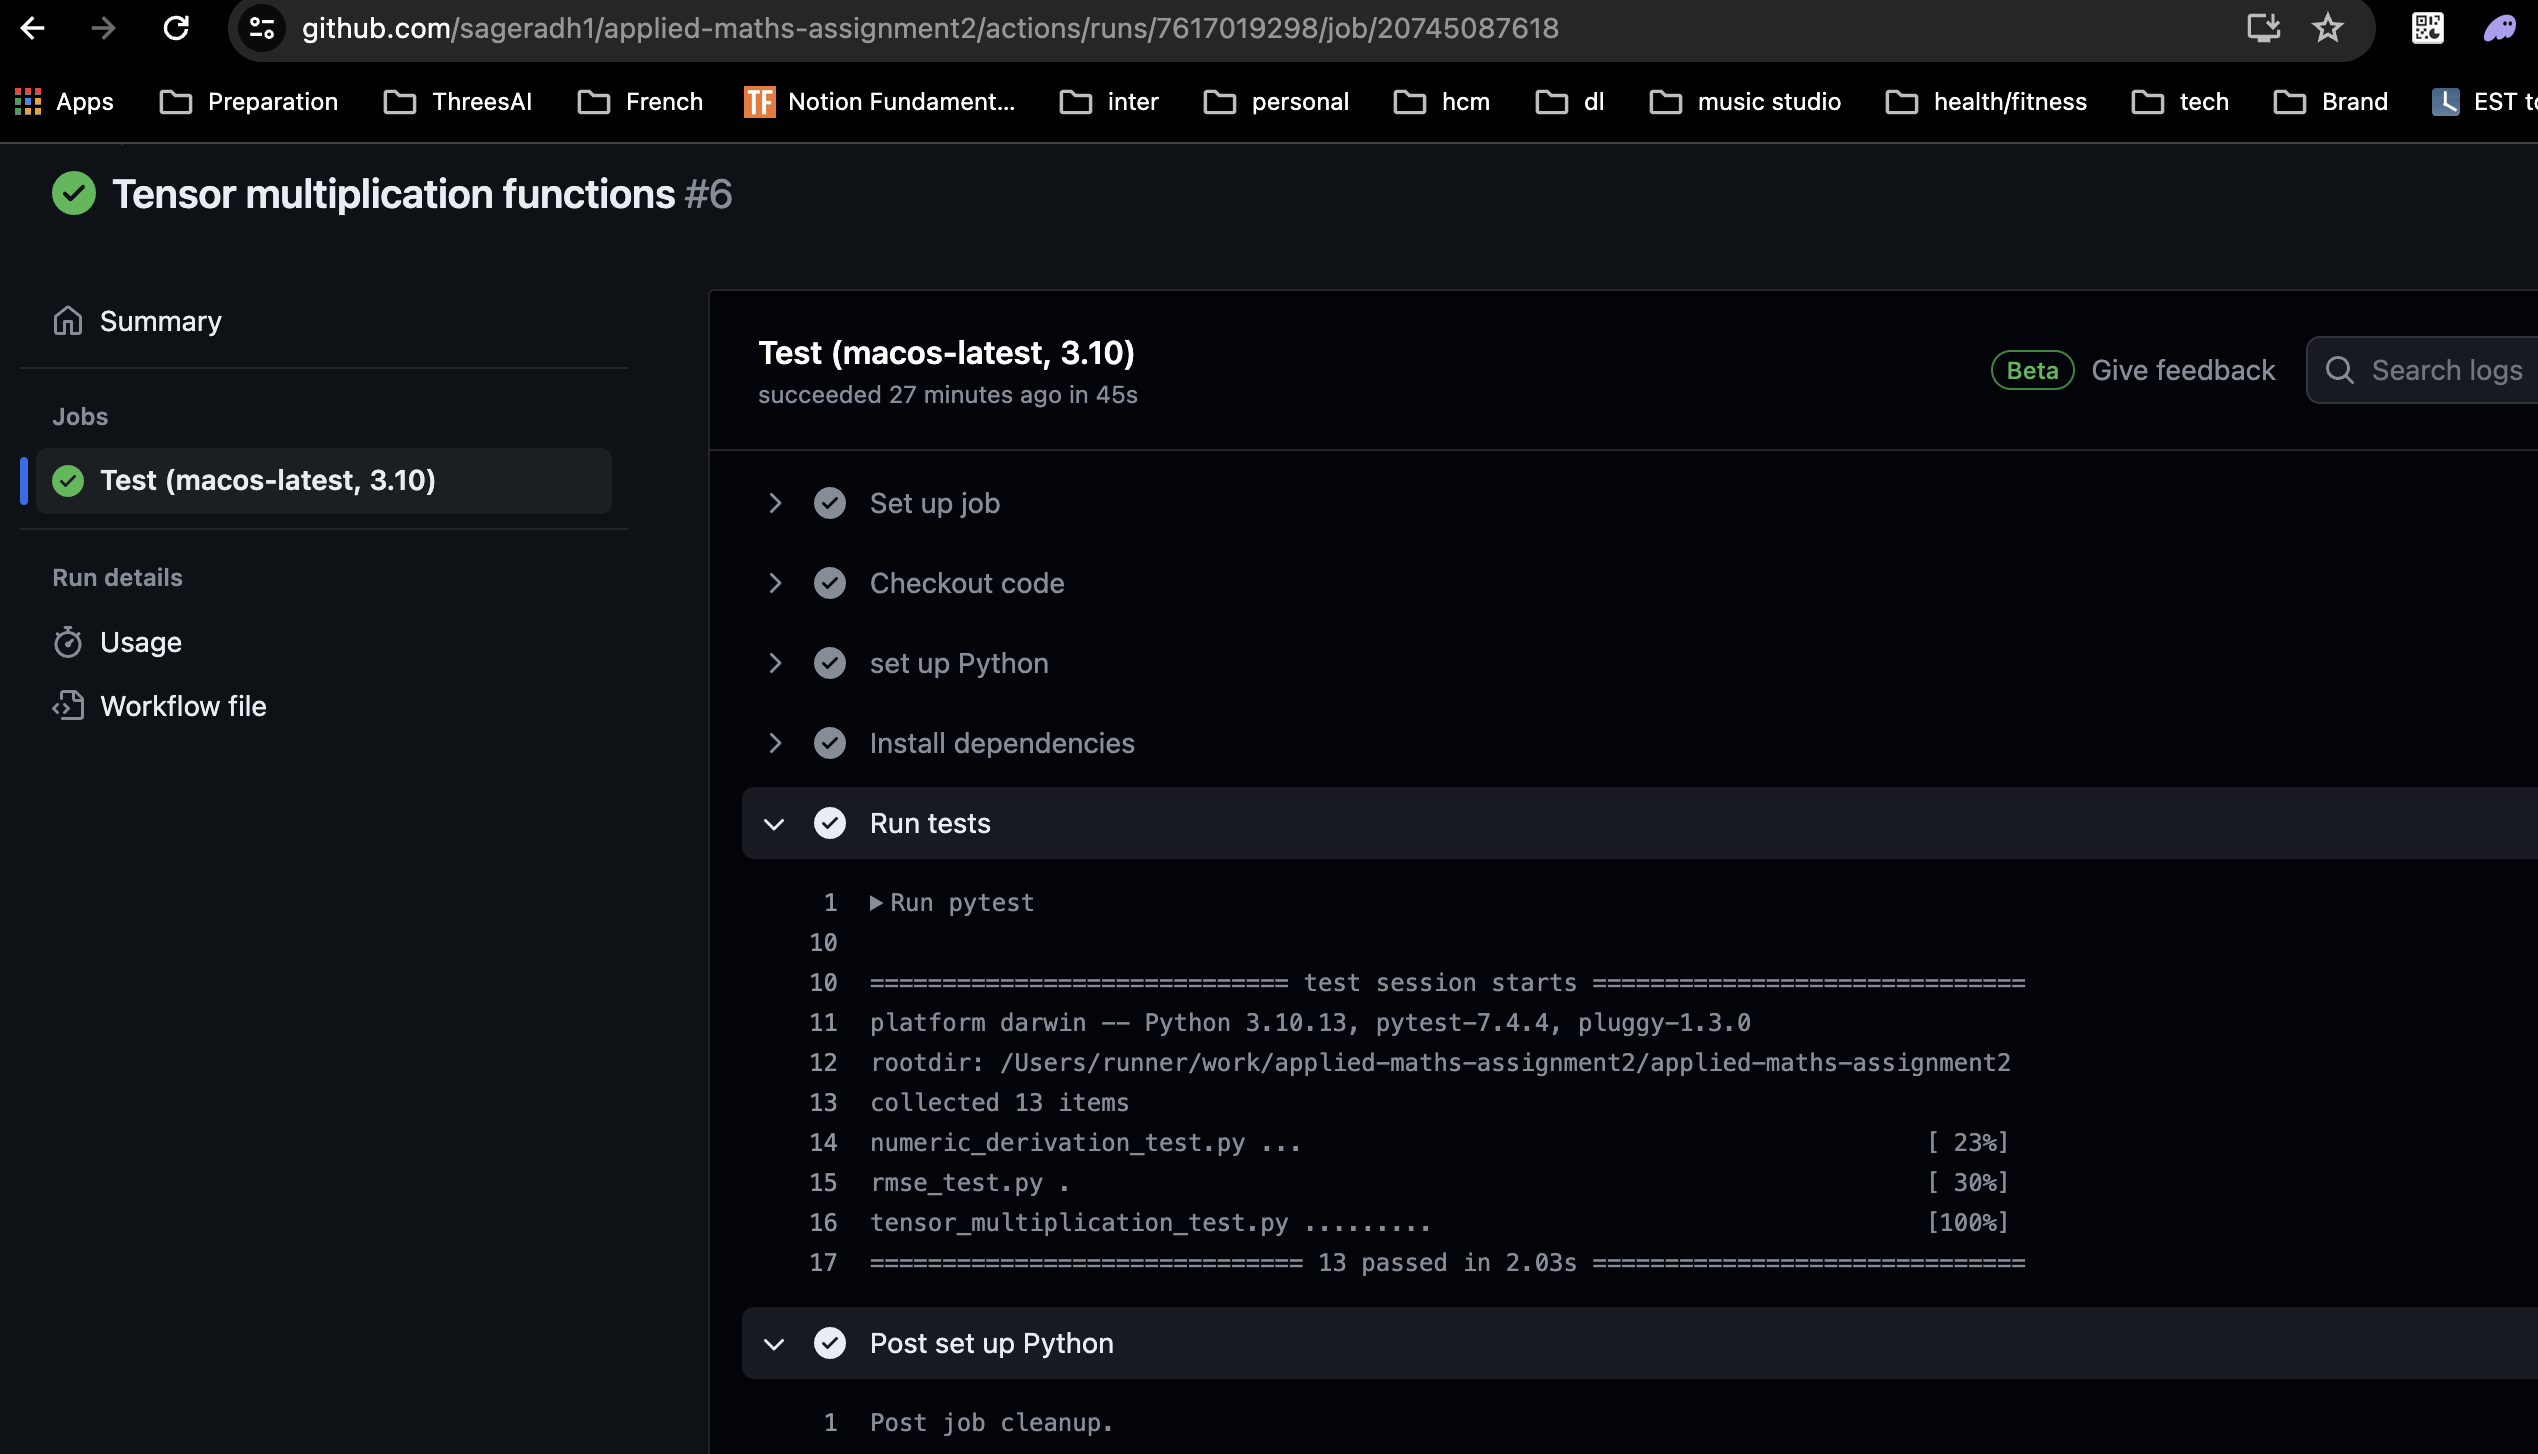 github.com/sageradh1/applied-maths-assignment2/actions/runs/7617019298/job/20745087618
Apps Preparation ThreesAI French TF Notion Fundament... inter personal hcm dl music studio health/fitness tech Brand EST to
Tensor multiplication functions #6
Summary
Jobs
Test (macos-latest, 3.10)
Run details
Usage
Workflow file
Test (macos-latest, 3.10)
succeeded 27 minutes ago in 45s
Beta Give feedback Search logs
Set up job
Checkout code
set up Python
Install dependencies
Run tests
1 Run pytest
10
10 ============================= test session starts ==============================
11 platform darwin -- Python 3.10.13, pytest-7.4.4, pluggy-1.3.0
12 rootdir: /Users/runner/work/applied-maths-assignment2/applied-maths-assignment2
13 collected 13 items
14 numeric_derivation_test.py ... [ 23%]
15 rmse_test.py . [ 30%]
16 tensor_multiplication_test.py ......... [100%]
17 ============================== 13 passed in 2.03s ==============================
Post set up Python
1 Post job cleanup.